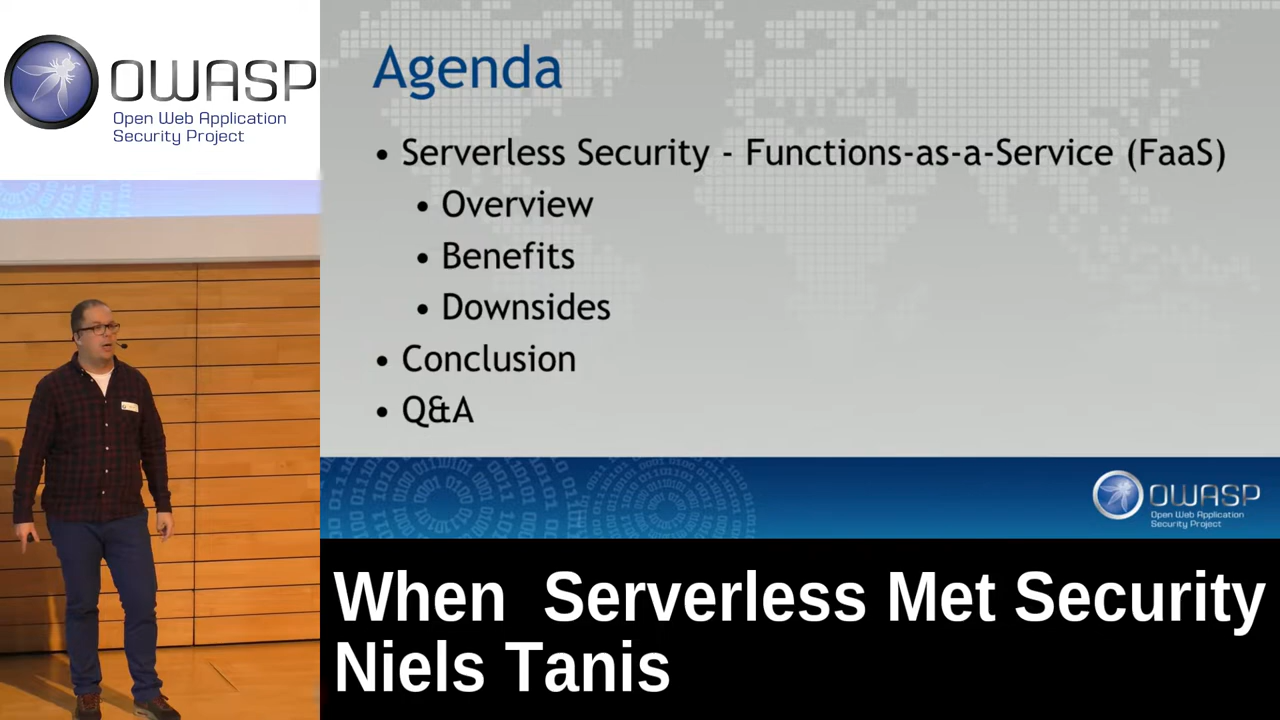 OWASP
Open Web Application
Security Project
Agenda
• Serverless Security - Functions-as-a-Service (FaaS)
• Overview
• Benefits
• Downsides
• Conclusion
• Q&A
OWASP
Open Web Application
Security Project
When Serverless Met Security
Niels Tanis